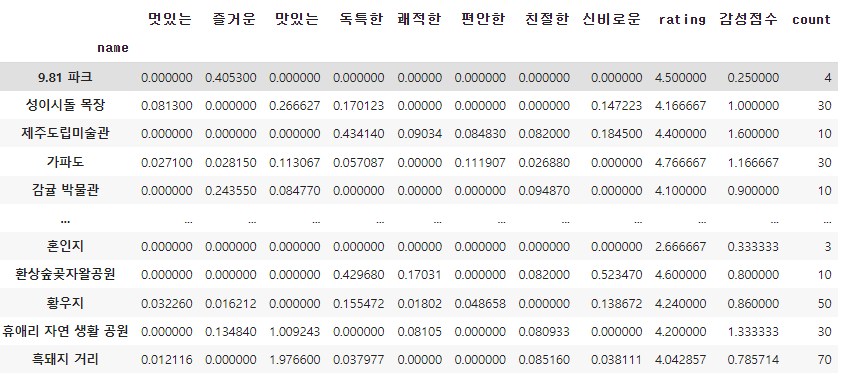 멋있는 즐거운 맛있는 독특한 쾌적한 편안한 친절한 신비로운 rating 감성점수 count
name
9.81 파크 0.000000 0.405300 0.000000 0.000000 0.00000 0.000000 0.000000 0.000000 4.500000 0.250000 4
성이시돌 목장 0.081300 0.000000 0.266627 0.170123 0.00000 0.000000 0.000000 0.147223 4.166667 1.000000 30
제주도립미술관 0.000000 0.000000 0.000000 0.434140 0.09034 0.084830 0.082000 0.184500 4.400000 1.600000 10
가파도 0.027100 0.028150 0.113067 0.057087 0.00000 0.111907 0.026880 0.000000 4.766667 1.166667 30
감귤 박물관 0.000000 0.243550 0.084770 0.000000 0.00000 0.000000 0.094870 0.000000 4.100000 0.900000 10
... ... ... ... ... ... ... ... ... ... ... ...
혼인지 0.000000 0.000000 0.000000 0.000000 0.00000 0.000000 0.000000 0.000000 2.666667 0.333333 3
환상숲곶자왈공원 0.000000 0.000000 0.000000 0.429680 0.17031 0.000000 0.082000 0.523470 4.600000 0.800000 10
황우지 0.032260 0.016212 0.000000 0.155472 0.01802 0.048658 0.000000 0.138672 4.240000 0.860000 50
휴애리 자연 생활 공원 0.000000 0.134840 1.009243 0.000000 0.08105 0.000000 0.080933 0.000000 4.200000 1.333333 30
흑돼지 거리 0.012116 0.000000 1.976600 0.037977 0.00000 0.000000 0.085160 0.038111 4.042857 0.785714 70